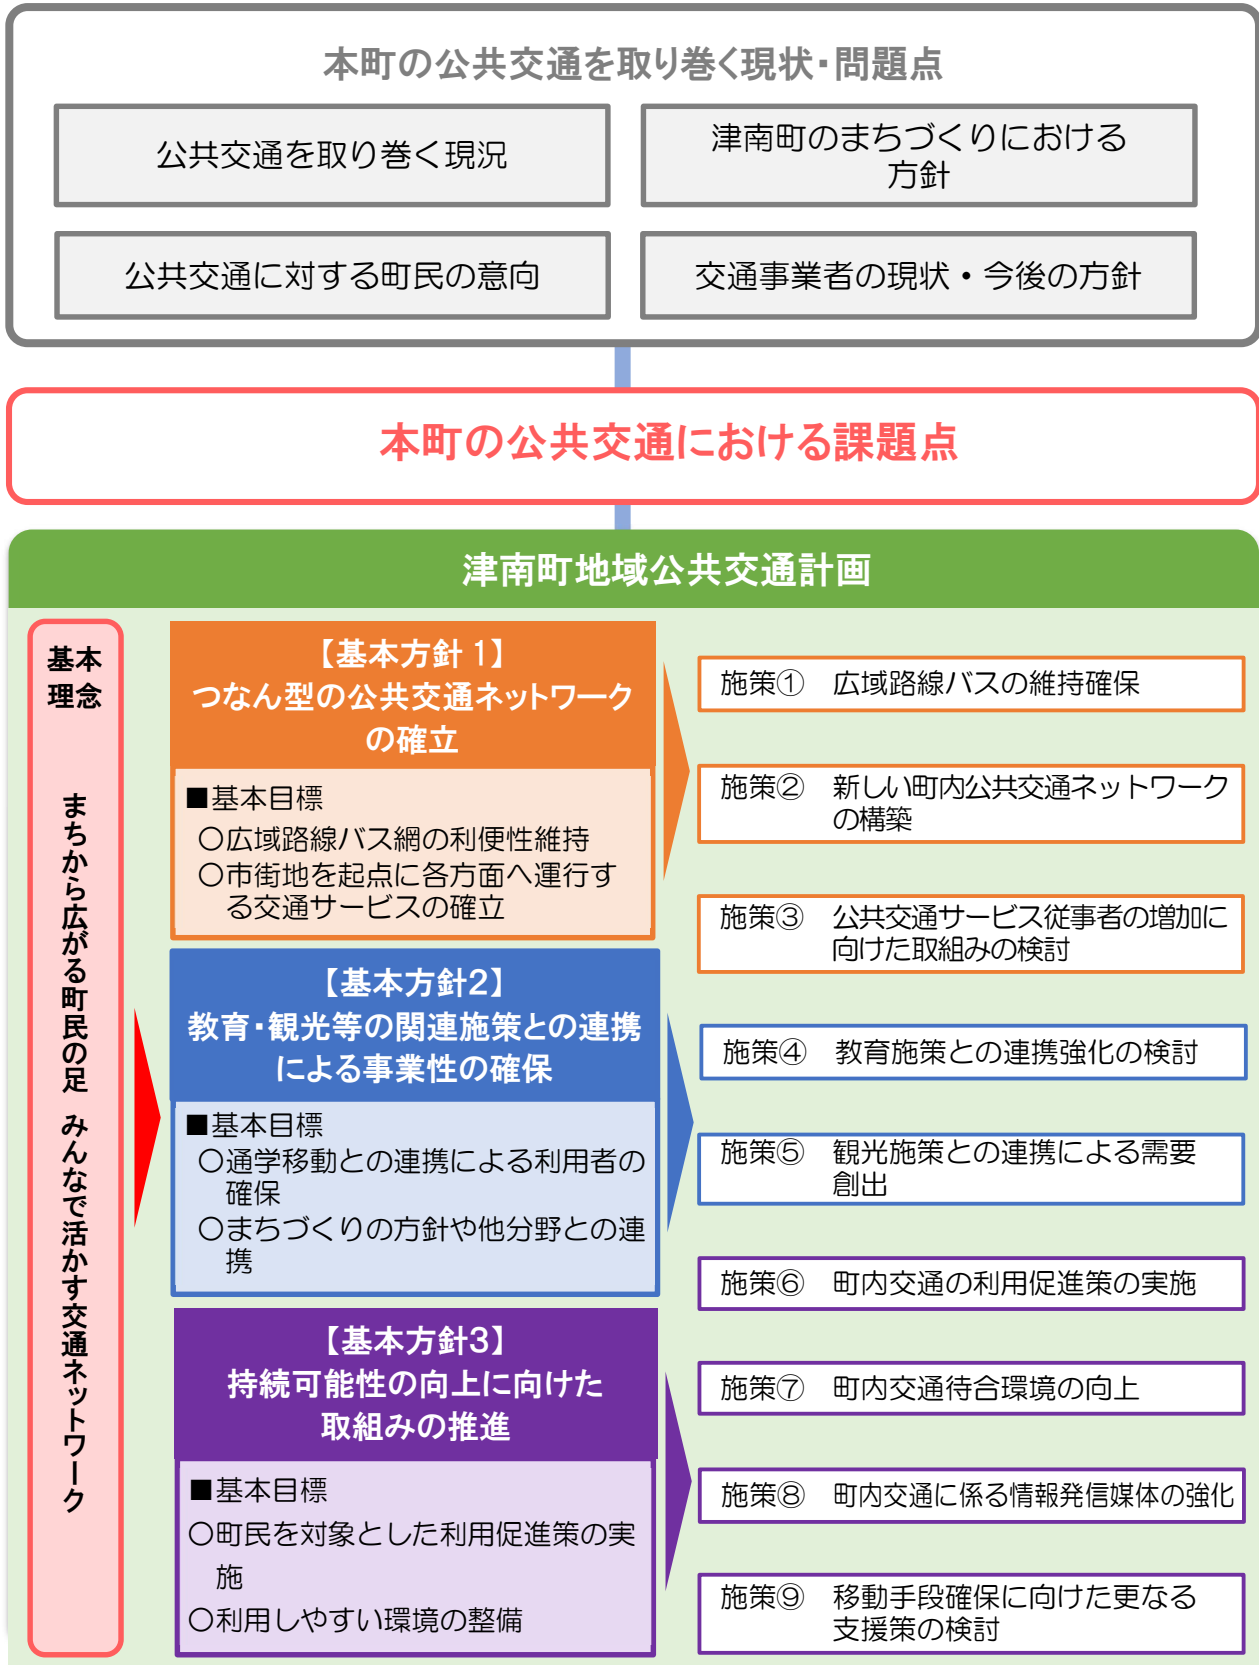 本町の公共交通を取り巻く現状・問題点
公共交通を取り巻く現況
津南町のまちづくりにおける
方針
公共交通に対する町民の意向
交通事業者の現状・今後の方針
本町の公共交通における課題点
津南町地域公共交通計画
基本
理念
まちから広がる町民の足 みんなで活かす交通ネットワーク
【基本方針1】
つなん型の公共交通ネットワーク
の確立
■基本目標
○広域路線バス網の利便性維持
○市街地を起点に各方面へ運行す
る交通サービスの確立
施策① 広域路線バスの維持確保
施策② 新しい町内公共交通ネットワーク
の構築
施策③ 公共交通サービス従事者の増加に
向けた取組みの検討
【基本方針2】
教育・観光等の関連施策との連携
による事業性の確保
■基本目標
○通学移動との連携による利用者の
確保
○まちづくりの方針や他分野との連
携
施策④ 教育施策との連携強化の検討
施策⑤ 観光施策との連携による需要
創出
【基本方針3】
持続可能性の向上に向けた
取組みの推進
■基本目標
○町民を対象とした利用促進策の実
施
○利用しやすい環境の整備
施策⑥ 町内交通の利用促進策の実施
施策⑦ 町内交通待合環境の向上
施策⑧ 町内交通に係る情報発信媒体の強化
施策⑨ 移動手段確保に向けた更なる
支援策の検討